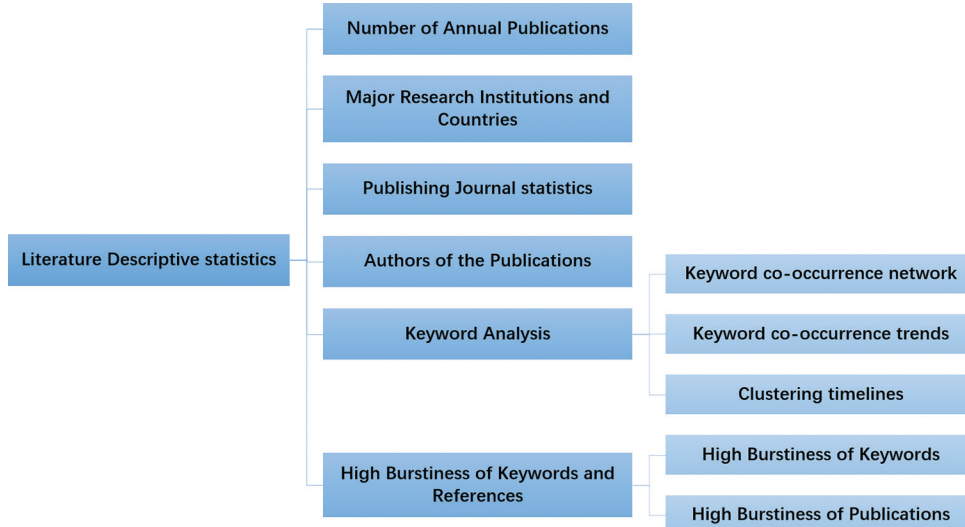 Number of Annual Publications
Major Research Institutions and
Countries
Publishing Journal statistics
Literature Descriptive statistics
Authors of the Publications
Keyword Analysis
Keyword co-occurrence network
Keyword co-occurrence trends
Clustering timelines
High Burstiness of Keywords and
References
High Burstiness of Keywords
High Burstiness of Publications